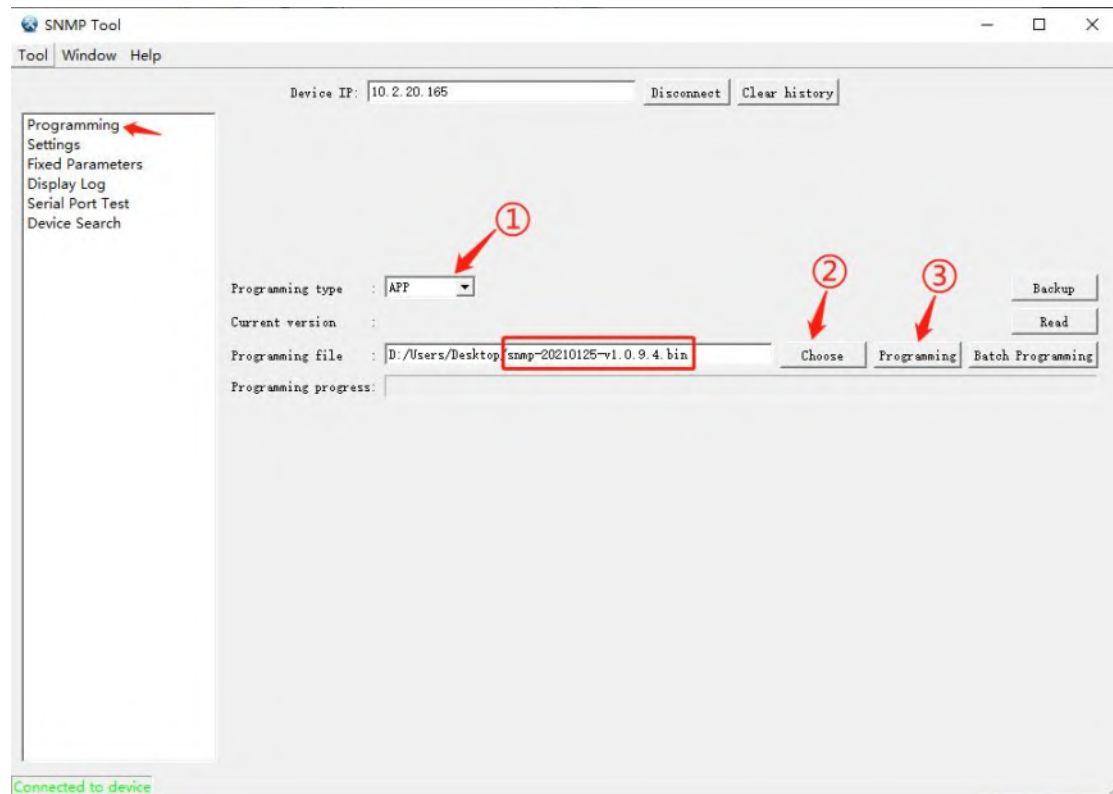 SNMP Tool
Tool Window Help
Device IP: 10.2.20.165 Disconnect Clear history
Programming
Settings
Fixed Parameters
Display Log
Serial Port Test
Device Search
①
②
③
Programming type : APP Backup
Current version : Read
Programming file : D:/Users/Desktop/snmp-20210125-v1.0.9.4.bin Choose Programming Batch Programming
Programming progress:
Connected to device